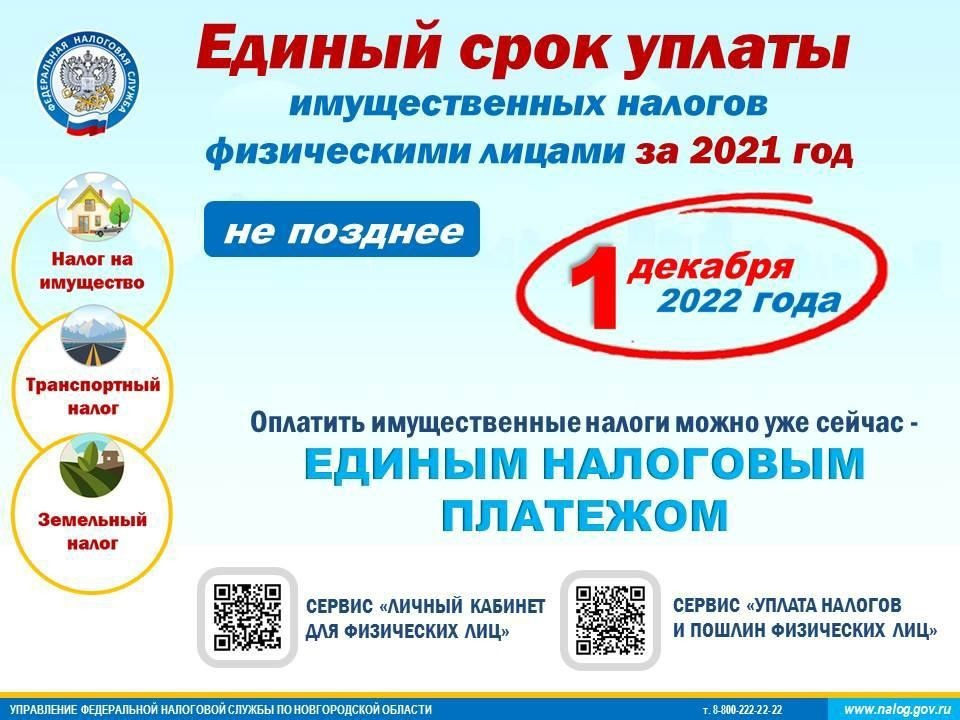 ФЕДЕРАЛЬНАЯ НАЛОГОВАЯ СЛУЖБА
Единый срок уплаты
имущественных налогов
физическими лицами за 2021 год
не позднее
1 декабря
2022 года
Налог на
имущество
Транспортный
налог
Земельный
налог
Оплатить имущественные налоги можно уже сейчас -
ЕДИНЫМ НАЛОГОВЫМ
ПЛАТЕЖОМ
СЕРВИС «ЛИЧНЫЙ КАБИНЕТ
ДЛЯ ФИЗИЧЕСКИХ ЛИЦ»
СЕРВИС «УПЛАТА НАЛОГОВ
И ПОШЛИН ФИЗИЧЕСКИХ ЛИЦ»
УПРАВЛЕНИЕ ФЕДЕРАЛЬНОЙ НАЛОГОВОЙ СЛУЖБЫ ПО НОВГОРОДСКОЙ ОБЛАСТИ
т. 8-800-222-22-22
www.nalog.gov.ru